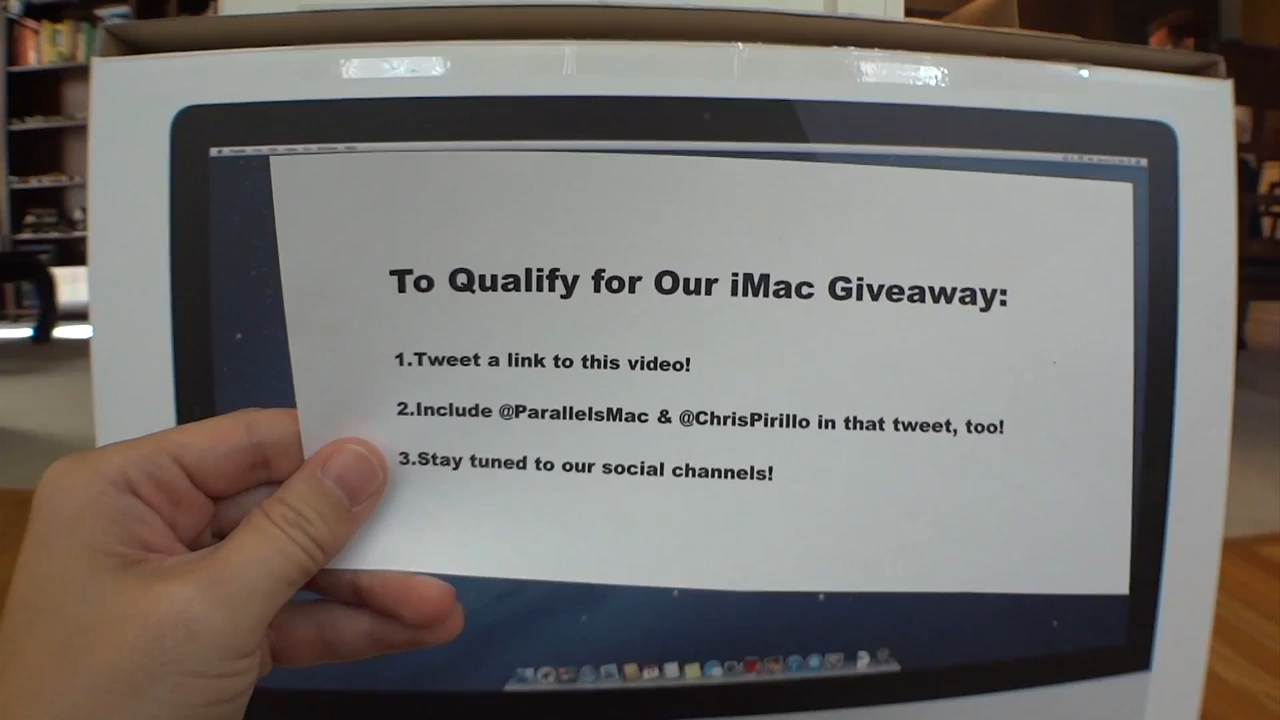 To Qualify for Our iMac Giveaway:
1.Tweet a link to this video!
2.Include @ParallelsMac & @ChrisPirillo in that tweet, too!
3.Stay tuned to our social channels!